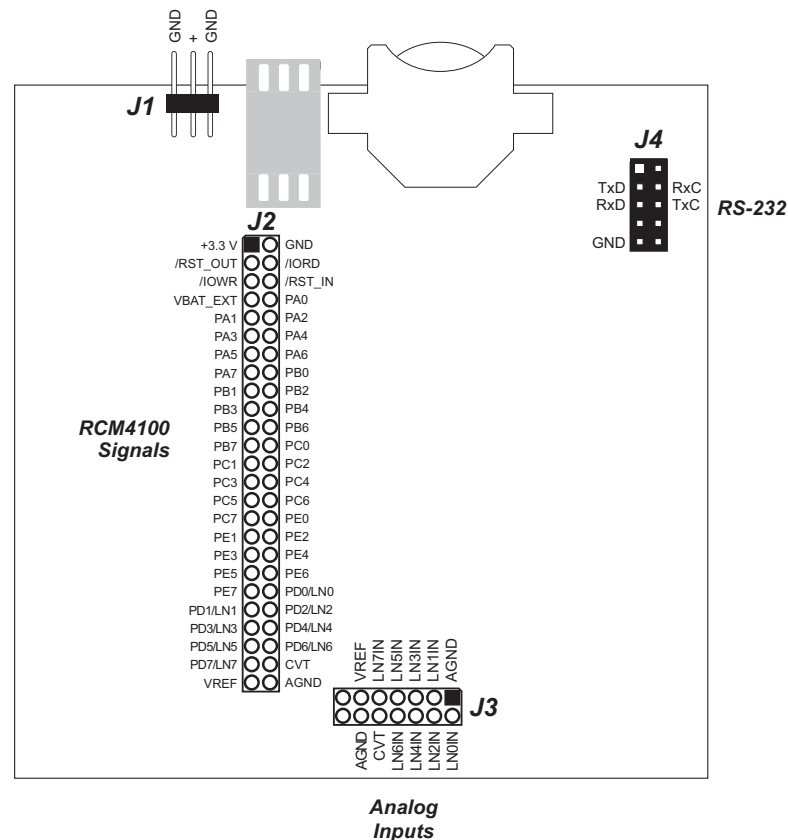 GND
+
GND
J1
J4
TxD RxC
RxD TxC
GND
RS-232
J2
+3.3 V GND
/RST_OUT /IORD
/IOWR /RST_IN
VBAT_EXT PA0
PA1 PA2
PA3 PA4
PA5 PA6
PA7 PB0
PB1 PB2
PB3 PB4
PB5 PB6
PB7 PC0
PC1 PC2
PC3 PC4
PC5 PC6
PC7 PE0
PE1 PE2
PE3 PE4
PE5 PE6
PE7 PD0/LN0
PD1/LN1 PD2/LN2
PD3/LN3 PD4/LN4
PD5/LN5 PD6/LN6
PD7/LN7 CVT
VREF AGND
RCM4100
Signals
VREF
LN7IN
LN5IN
LN3IN
LN1IN
AGND
J3
AGND
CVT
LN6IN
LN4IN
LN2IN
LN0IN
Analog
Inputs